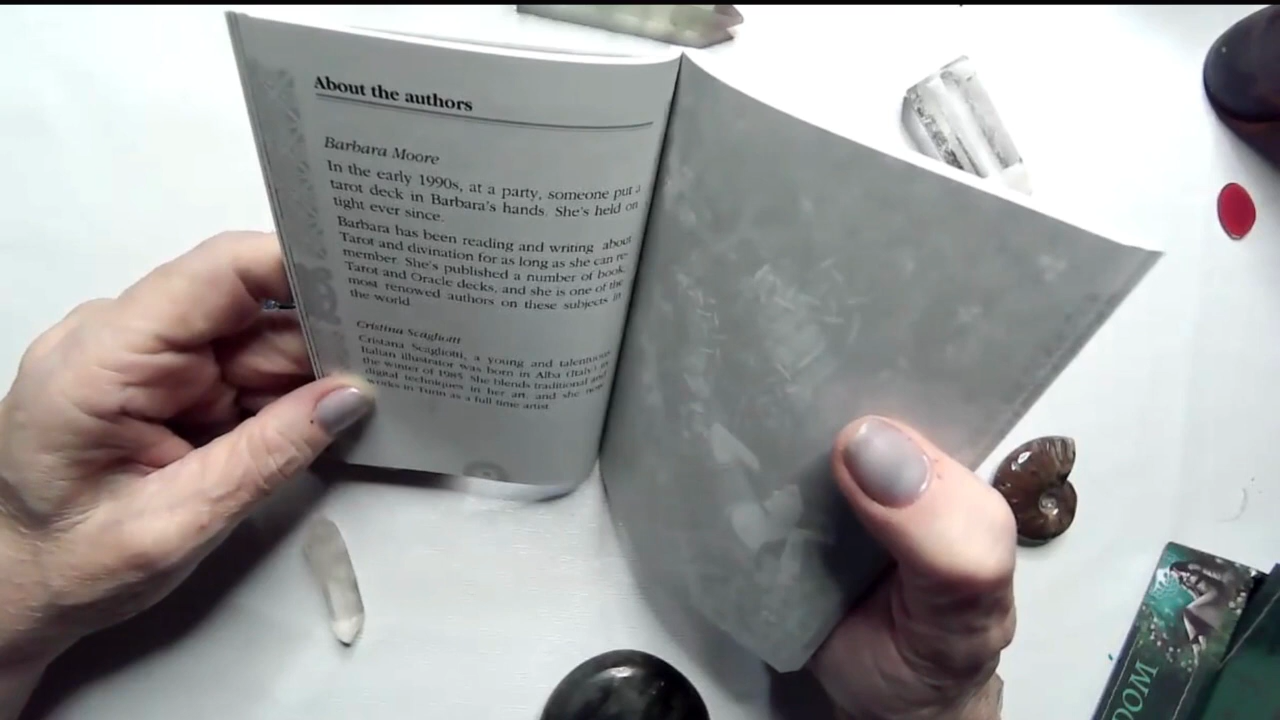 About the authors
Barbara Moore
In the early 1990s, at a party, someone put a
tarot deck in Barbara's hands. She's held on
tight ever since.
Barbara has been reading and writing about
Tarot and divination for as long as she can re-
member. She's published a number of book,
Tarot and Oracle decks, and she is one of the
most renowed authors on these subjects in
the world
Cristina Scagliotti
Cristana Scagliotti, a young and talentuous
Italian illustrator was born in Alba (Italy) in
the winter of 1985. She blends traditional and
digital techniques in her art, and she now
works in Turin as a full time artist
DOM